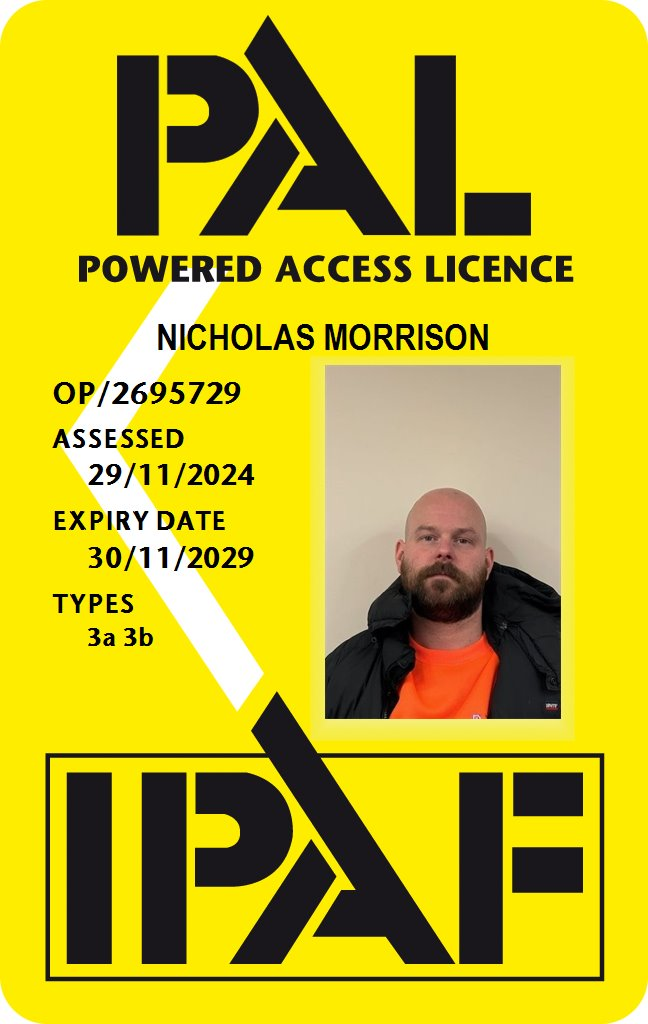 PAL
POWERED ACCESS LICENCE
NICHOLAS MORRISON
OP/2695729
ASSESSED
29/11/2024
EXPIRY DATE
30/11/2029
TYPES
3a 3b
IPAF